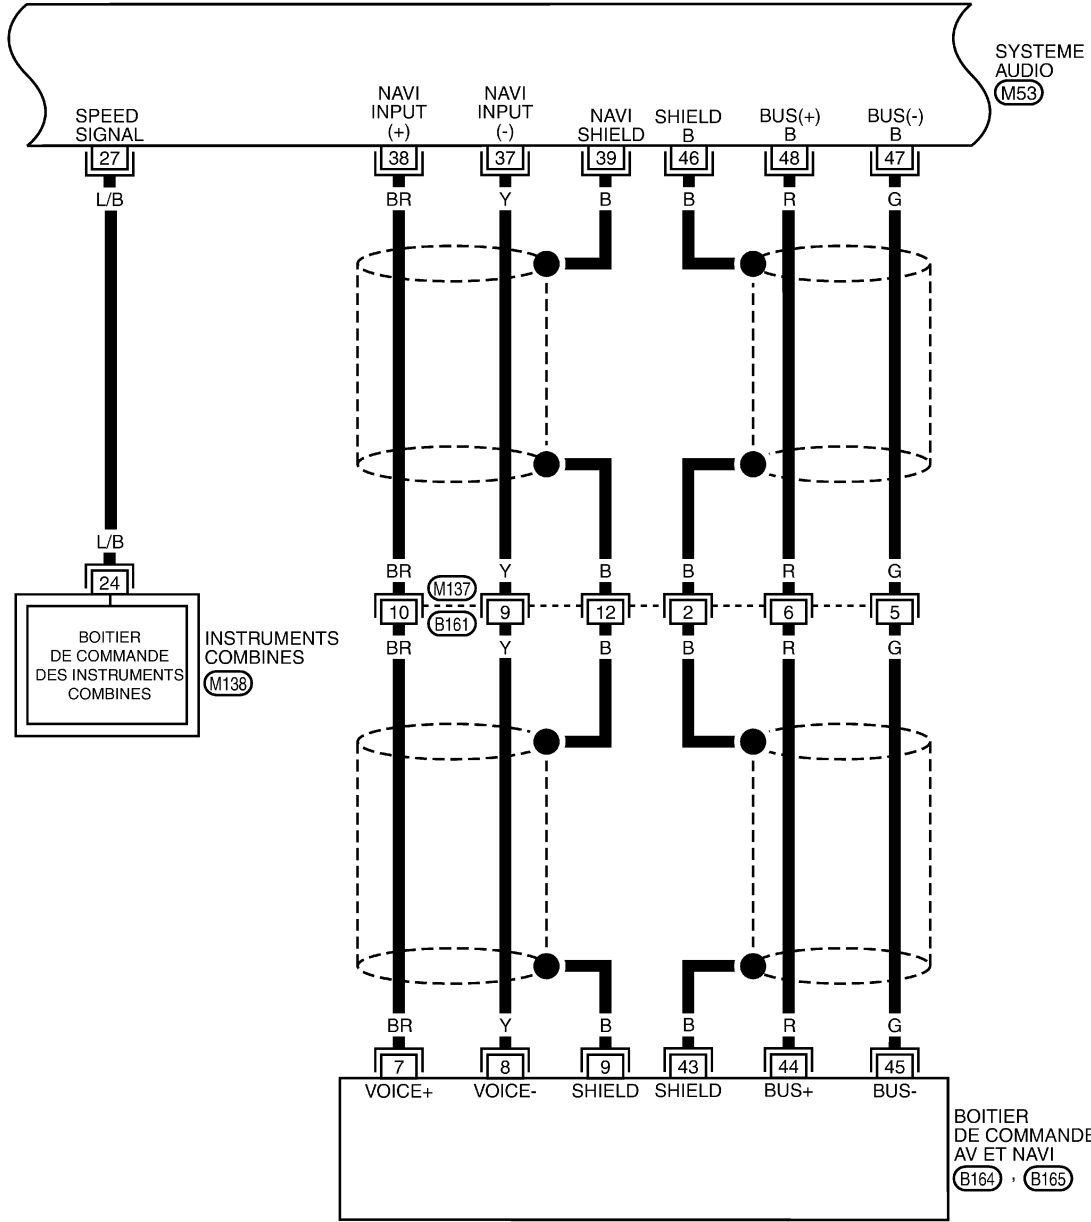 SYSTEME
AUDIO
M53
SPEED
SIGNAL
NAVI
INPUT
(+)
NAVI
INPUT
(-)
NAVI
SHIELD
SHIELD
B
BUS(+)
B
BUS(-)
B
27 38 37 39 46 48 47
L/B BR Y B B R G
L/B
24
BOITIER
DE COMMANDE
DES INSTRUMENTS
COMBINES
INSTRUMENTS
COMBINES
M138
BR Y B B R G
M137
10 9 12 2 6 5
B161
BR Y B B R G
BR Y B B R G
7 8 9 43 44 45
VOICE+ VOICE- SHIELD SHIELD BUS+ BUS-
BOITIER
DE COMMANDE
AV ET NAVI
B164 , B165